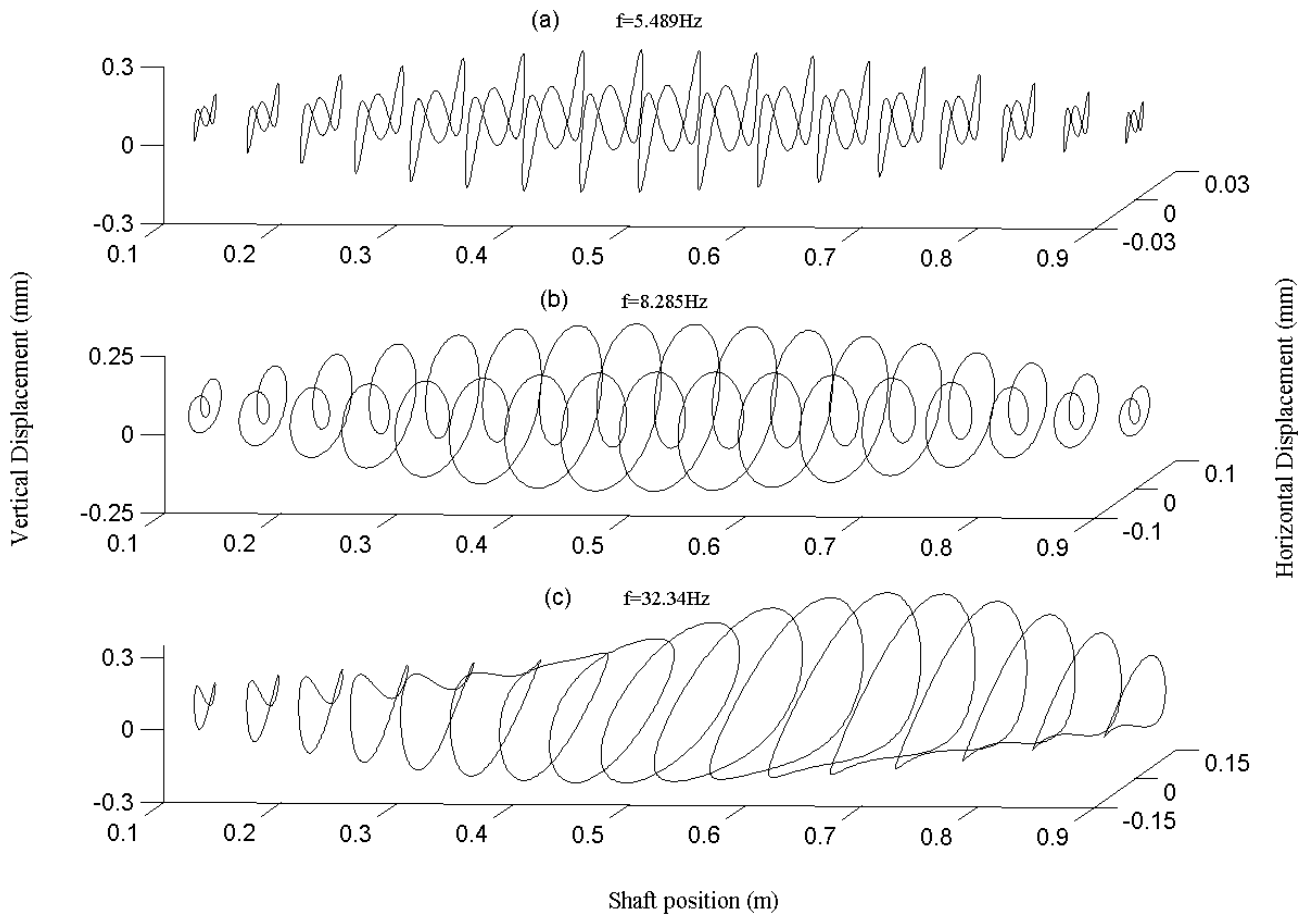 (a) f=5.489Hz
0.3
0
-0.3
0.1 0.2 0.3 0.4 0.5 0.6 0.7 0.8 0.9
0.03
0
-0.03
(b) f=8.285Hz
0.25
0
-0.25
0.1 0.2 0.3 0.4 0.5 0.6 0.7 0.8 0.9
0.1
0
-0.1
(c) f=32.34Hz
0.3
0
-0.3
0.1 0.2 0.3 0.4 0.5 0.6 0.7 0.8 0.9
0.15
0
-0.15
Vertical Displacement (mm)
Horizontal Displacement (mm)
Shaft position (m)